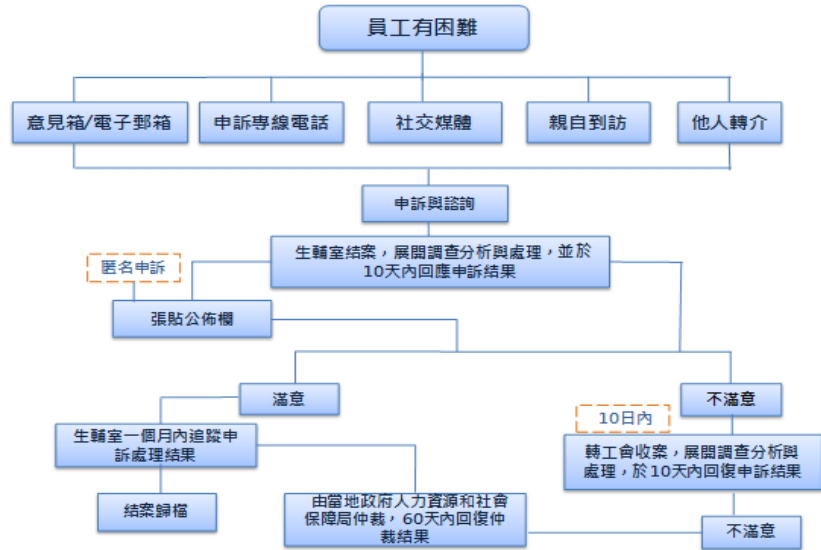 員工有困難
意見箱/電子郵箱
申訴專線電話
社交媒體
親自到訪
他人轉介
申訴與諮詢
生輔室結案，展開調查分析與處理，並於
10天內回應申訴結果
匿名申訴
張貼公佈欄
滿意
不滿意
10日內
生輔室一個月內追蹤申
訴處理結果
轉工會收案，展開調查分析與
處理，於10天內回復申訴結果
結案歸檔
由當地政府人力資源和社會
保障局仲裁，60天內回復仲
裁結果
不滿意